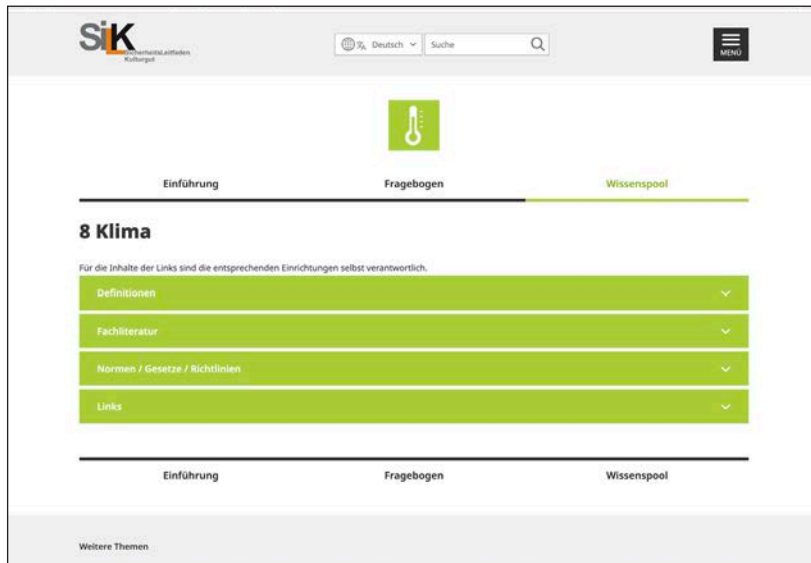 SiLK
SicherheitsLeitfaden
Kulturgut
Deutsch
Suche
MENÜ
Einführung
Fragebogen
Wissenspool
8 Klima
Für die Inhalte der Links sind die entsprechenden Einrichtungen selbst verantwortlich.
Definitionen
Fachliteratur
Normen / Gesetze / Richtlinien
Links
Einführung
Fragebogen
Wissenspool
Weitere Themen